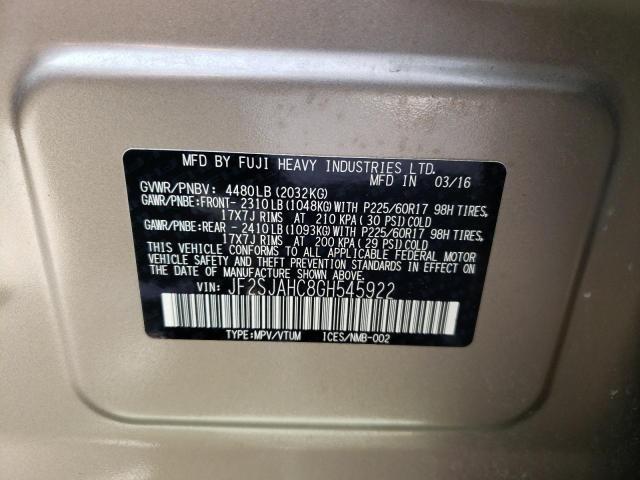 MFD BY FUJI HEAVY INDUSTRIES LTD.
MFD IN 03/16
GVWR/PNBV: 4480LB (2032KG)
GAWR/PNBE:FRONT- 2310LB (1048KG)WITH P225/60R17 98H TIRES,
17X7J RIMS AT 210 KPA ( 30 PSI)COLD
GAWR/PNBE:REAR - 2410LB (1093KG)WITH P225/60R17 98H TIRES,
17X7J RIMS AT 200 KPA ( 29 PSI)COLD
THIS VEHICLE CONFORMS TO ALL APPLICABLE FEDERAL MOTOR
VEHICLE SAFETY, BUMPER, AND THEFT PREVENTION STANDARDS IN
EFFECT ON THE DATE OF MANUFACTURE SHOWN ABOVE.
VIN: JF2SJAHC8GH545922
TYPE:MPV/VTUM ICES/NMB-002